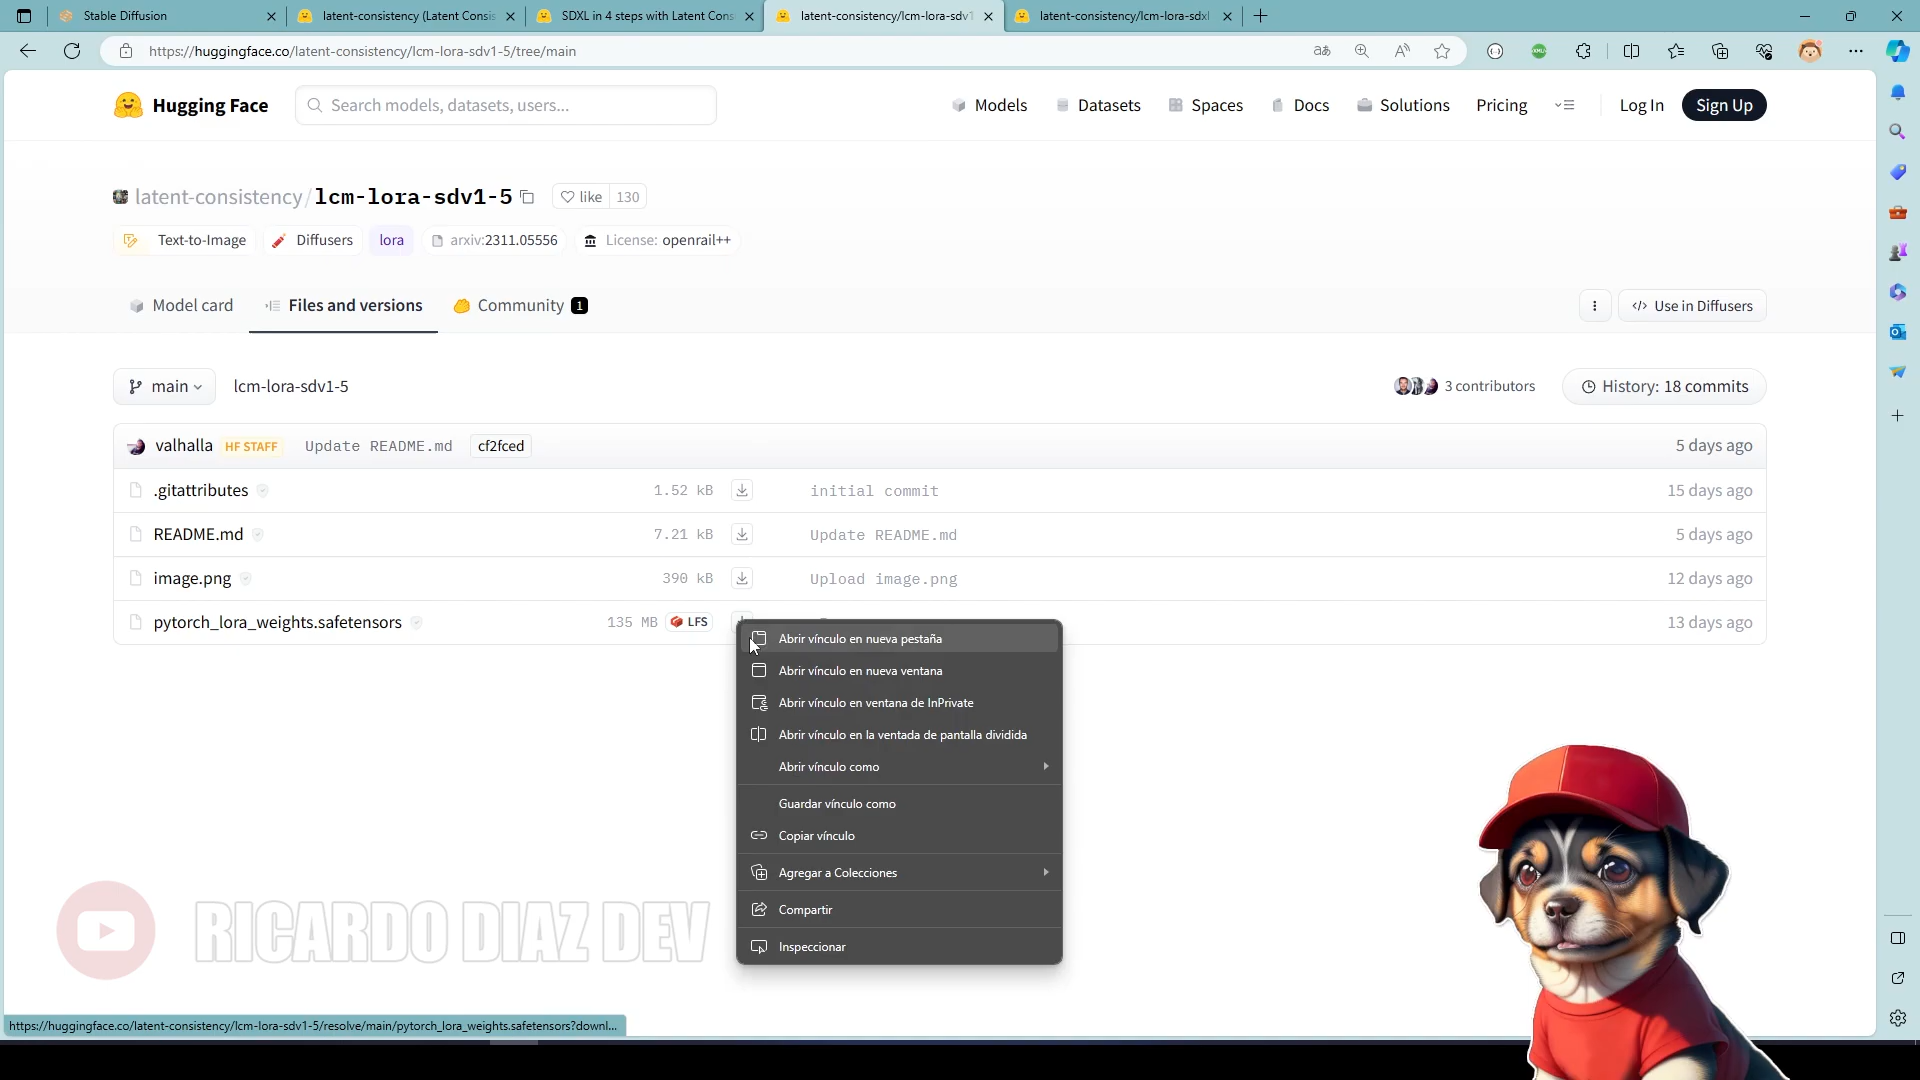 Stable Diffusion
latent-consistency (Latent Consis
SDXL in 4 steps with Latent Con
latent-consistency/lcm-lora-sdv1
latent-consistency/lcm-lora-sdxl
https://huggingface.co/latent-consistency/lcm-lora-sdv1-5/tree/main
Hugging Face
Search models, datasets, users...
Models
Datasets
Spaces
Docs
Solutions
Pricing
Log In
Sign Up
latent-consistency/lcm-lora-sdv1-5
like 130
Text-to-Image
Diffusers
lora
arxiv:2311.05556
License: openrail++
Model card
Files and versions
Community 1
Use in Diffusers
main
lcm-lora-sdv1-5
3 contributors
History: 18 commits
valhalla HF STAFF Update README.md cf2fced 5 days ago
.gitattributes 1.52 kB initial commit 15 days ago
README.md 7.21 kB Update README.md 5 days ago
image.png 390 kB Upload image.png 12 days ago
pytorch_lora_weights.safetensors 135 MB LFS 13 days ago
Abrir vínculo en nueva pestaña
Abrir vínculo en nueva ventana
Abrir vínculo en ventana de InPrivate
Abrir vínculo en la ventada de pantalla dividida
Abrir vínculo como
Guardar vínculo como
Copiar vínculo
Agregar a Colecciones
Compartir
Inspeccionar
RICARDO DIAZ DEV
https://huggingface.co/latent-consistency/lcm-lora-sdv1-5/resolve/main/pytorch_lora_weights.safetensors?downl...